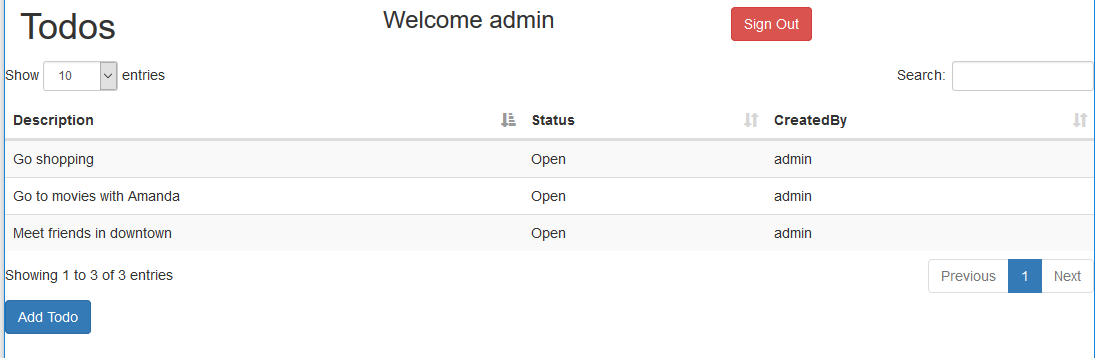 Todos Welcome admin Sign Out
Show 10 entries Search:
Description Status CreatedBy
Go shopping Open admin
Go to movies with Amanda Open admin
Meet friends in downtown Open admin
Showing 1 to 3 of 3 entries Previous 1 Next
Add Todo